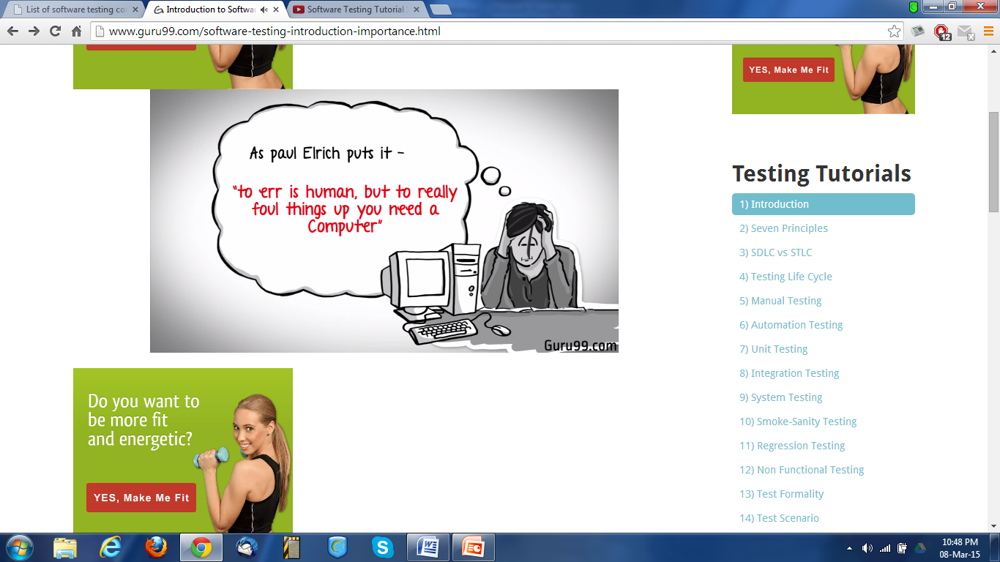 List of software testing co
Introduction to Softwa
Software Testing Tutorial
www.guru99.com/software-testing-introduction-importance.html
12
YES, Make Me Fit
As paul Elrich puts it -
"to err is human, but to really
foul things up you need a
Computer"
Guru99.com
Do you want to
be more fit
and energetic?
YES, Make Me Fit
Testing Tutorials
1) Introduction
2) Seven Principles
3) SDLC vs STLC
4) Testing Life Cycle
5) Manual Testing
6) Automation Testing
7) Unit Testing
8) Integration Testing
9) System Testing
10) Smoke-Sanity Testing
11) Regression Testing
12) Non Functional Testing
13) Test Formality
14) Test Scenario
10:48 PM
08-Mar-15